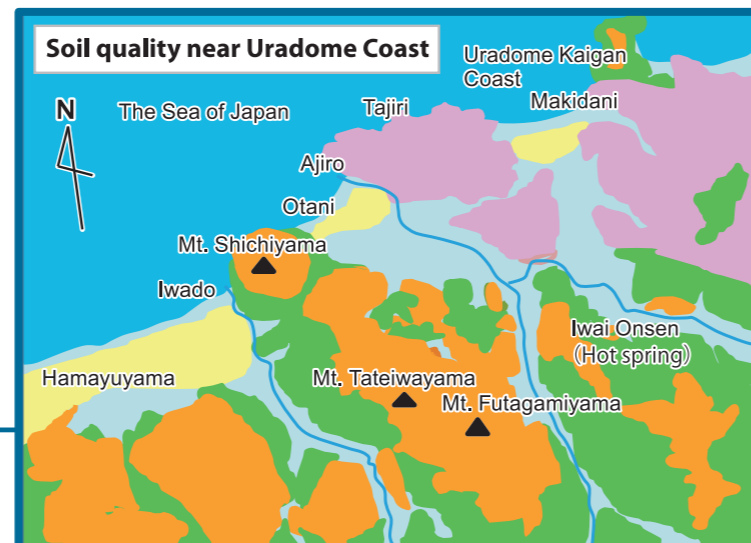 Soil quality near Uradome Coast
Uradome Kaigan
Coast
N
The Sea of Japan
Tajiri
Makidani
Ajiro
Otani
Mt. Shichiyama
Iwado
Iwai Onsen
(Hot spring)
Hamayuyama
Mt. Tateiwayama
Mt. Futagamiyama